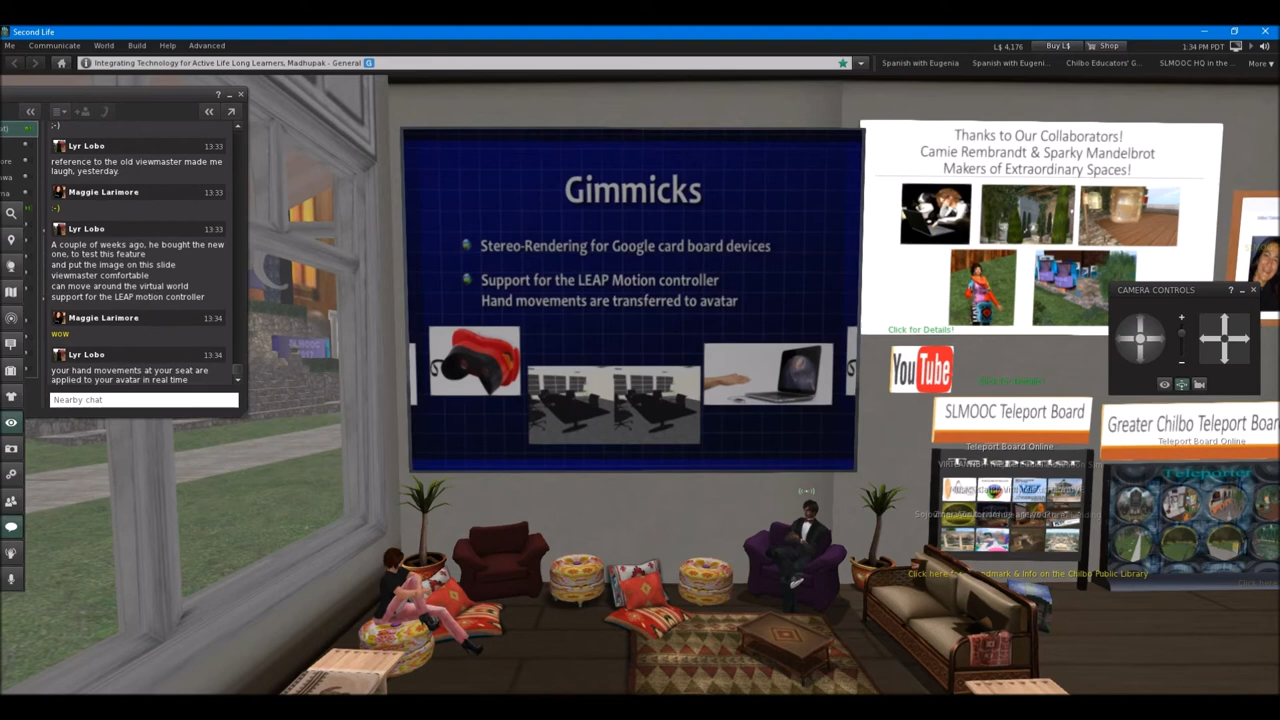 Second Life
Me Communicate World Build Help Advanced
L$ 4,176 Buy L$ Shop 1:34 PM PDT
Integrating Technology for Active Life Long Learners, Madhupak - General G
Spanish with Eugenia Spanish with Eugeni... Chilbo Educators' G... SLMOOC HQ in the ... More ▼
;-)
Lyr Lobo 13:33
reference to the old viewmaster made me
laugh, yesterday.
Maggie Larimore 13:33
:-)
Lyr Lobo 13:33
A couple of weeks ago, he bought the new
one, to test this feature
and put the image on this slide
viewmaster comfortable
can move around the virtual world
support for the LEAP motion controller
Maggie Larimore 13:34
wow
Lyr Lobo 13:34
your hand movements at your seat are
applied to your avatar in real time
Nearby chat
Gimmicks
Stereo-Rendering for Google card board devices
Support for the LEAP Motion controller
Hand movements are transferred to avatar
Thanks to Our Collaborators!
Camie Rembrandt & Sparky Mandelbrot
Makers of Extraordinary Spaces!
Click for Details!
CAMERA CONTROLS
YouTube
Click for Details!
SLMOOC Teleport Board
Teleport Board Online
Greater Chilbo Teleport Board
Teleport Board Online
Teleporter
Click here for Landmark & Info on the Chilbo Public Library
SLMOOC